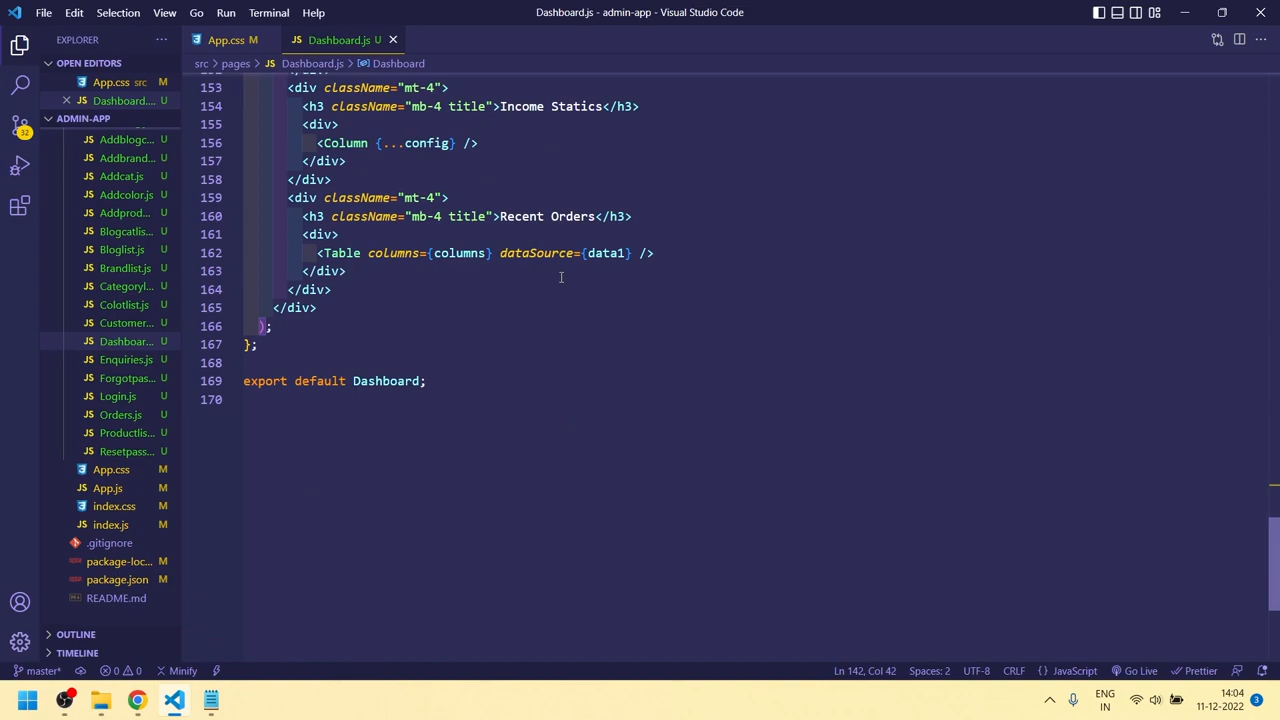 File Edit Selection View Go Run Terminal Help
Dashboard.js - admin-app - Visual Studio Code
EXPLORER
App.css M
Dashboard.js U
OPEN EDITORS
App.css src M
Dashboard.... U
ADMIN-APP
Addblogc... U
Addbrand... U
Addcat.js U
Addcolor.js U
Addprod... U
Blogcatlis... U
Bloglist.js U
Brandlist.js U
Categoryl... U
Colotlist.js U
Customer... U
Dashboar... U
Enquiries.js U
Forgotpas... U
Login.js U
Orders.js U
Productlis... U
Resetpass... U
App.css M
App.js M
index.css M
index.js M
.gitignore
package-loc... M
package.json M
README.md
OUTLINE
TIMELINE
32
src > pages > JS Dashboard.js > Dashboard
153 <div className="mt-4">
154 <h3 className="mb-4 title">Income Statics</h3>
155 <div>
156 <Column {...config} />
157 </div>
158 </div>
159 <div className="mt-4">
160 <h3 className="mb-4 title">Recent Orders</h3>
161 <div>
162 <Table columns={columns} dataSource={data1} />
163 </div>
164 </div>
165 </div>
166 );
167 };
168
169 export default Dashboard;
170
master* 0 0 Minify
Ln 142, Col 42 Spaces: 2 UTF-8 CRLF {} JavaScript Go Live Prettier
ENG
IN
14:04
11-12-2022
3